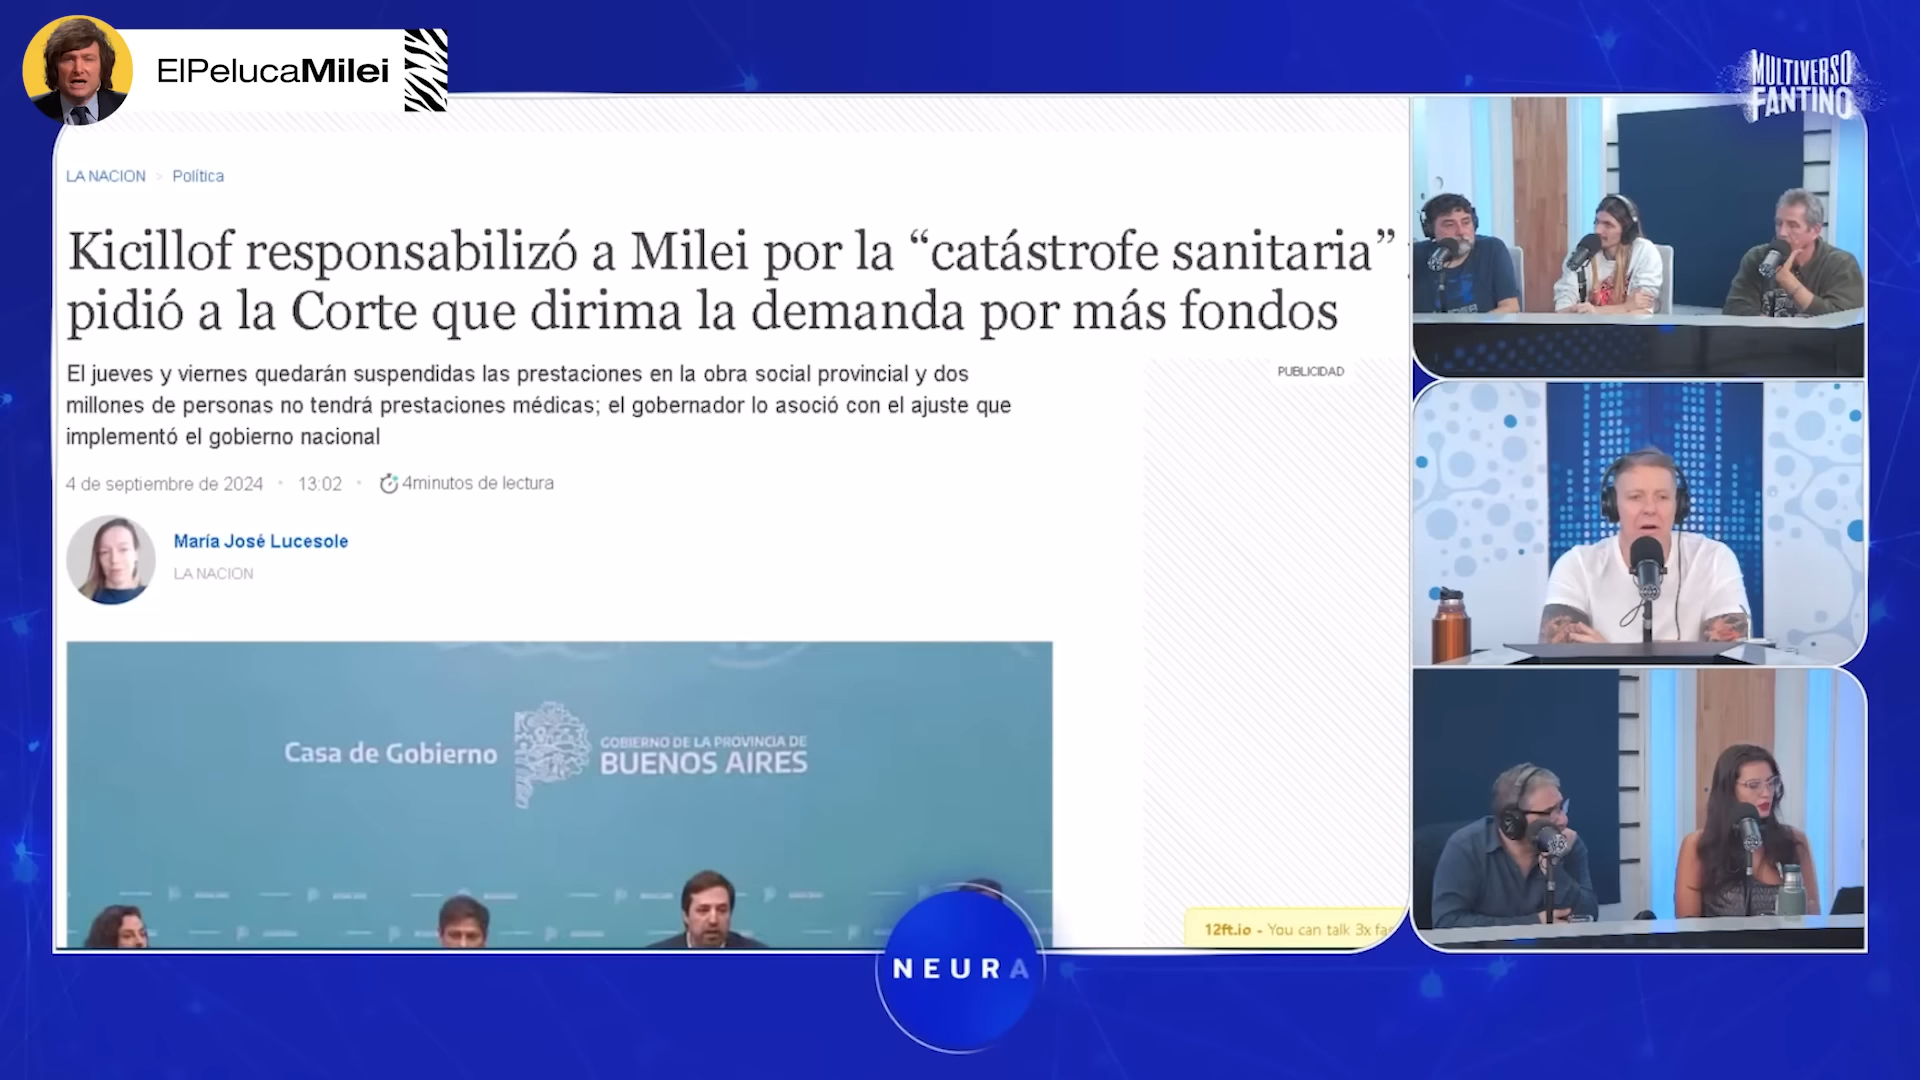 ElPelucaMilei
MULTIVERSO
FANTINO
LA NACION > Política
Kicillof responsabilizó a Milei por la “catástrofe sanitaria”
pidió a la Corte que dirima la demanda por más fondos
El jueves y viernes quedarán suspendidas las prestaciones en la obra social provincial y dos
millones de personas no tendrá prestaciones médicas; el gobernador lo asoció con el ajuste que
implementó el gobierno nacional
PUBLICIDAD
4 de septiembre de 2024 • 13:02 • 4minutos de lectura
María José Lucesole
LA NACION
Casa de Gobierno
GOBIERNO DE LA PROVINCIA DE
BUENOS AIRES
12ft.io - You can talk 3x
NEURA